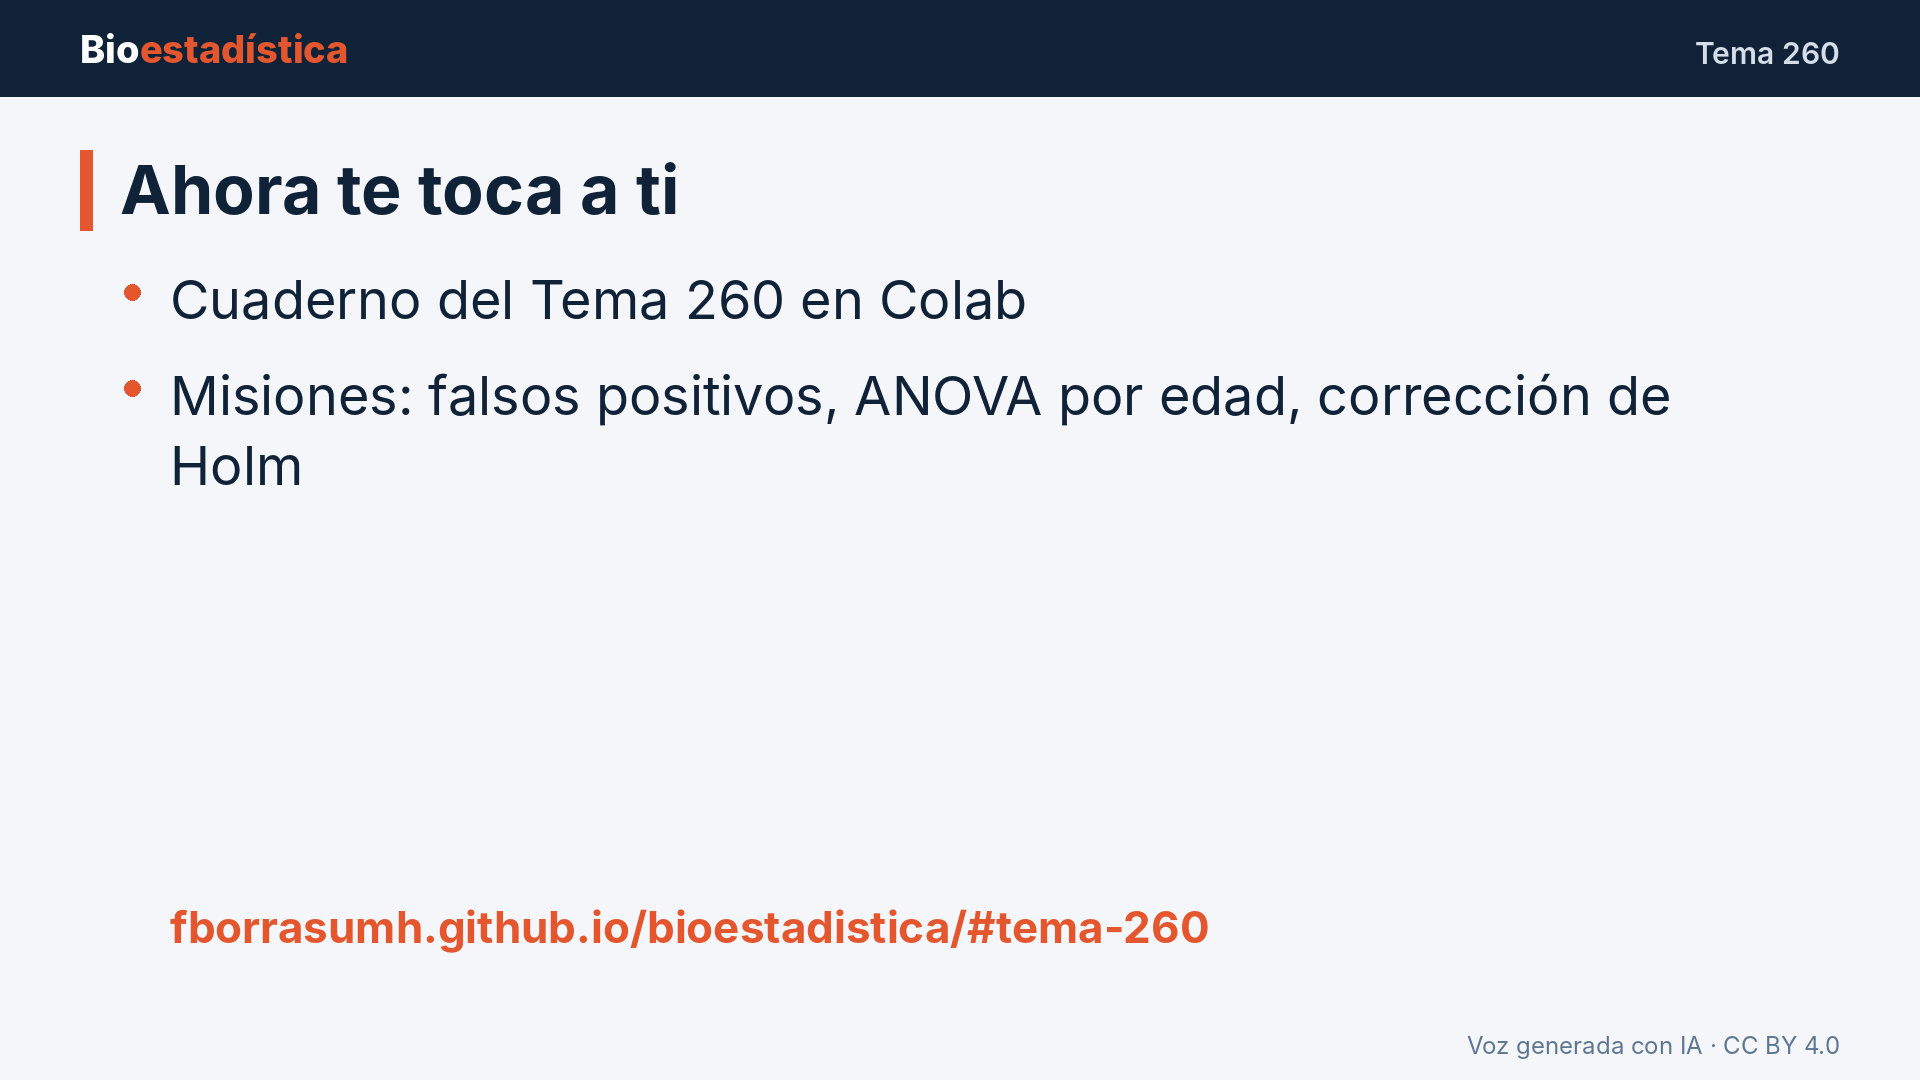 Bioestadística
Tema 260
Ahora te toca a ti
• Cuaderno del Tema 260 en Colab
• Misiones: falsos positivos, ANOVA por edad, corrección de
Holm
fborrasumh.github.io/bioestadistica/#tema-260
Voz generada con IA · CC BY 4.0